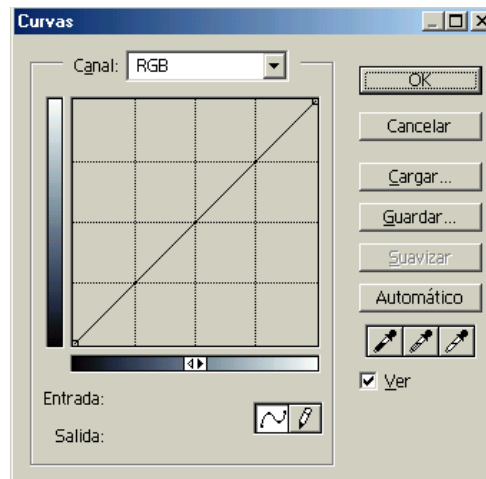 Curvas
Canal: RGB
OK
Cancelar
Cargar...
Guardar...
Suavizar
Automático
Ver
Entrada:
Salida: